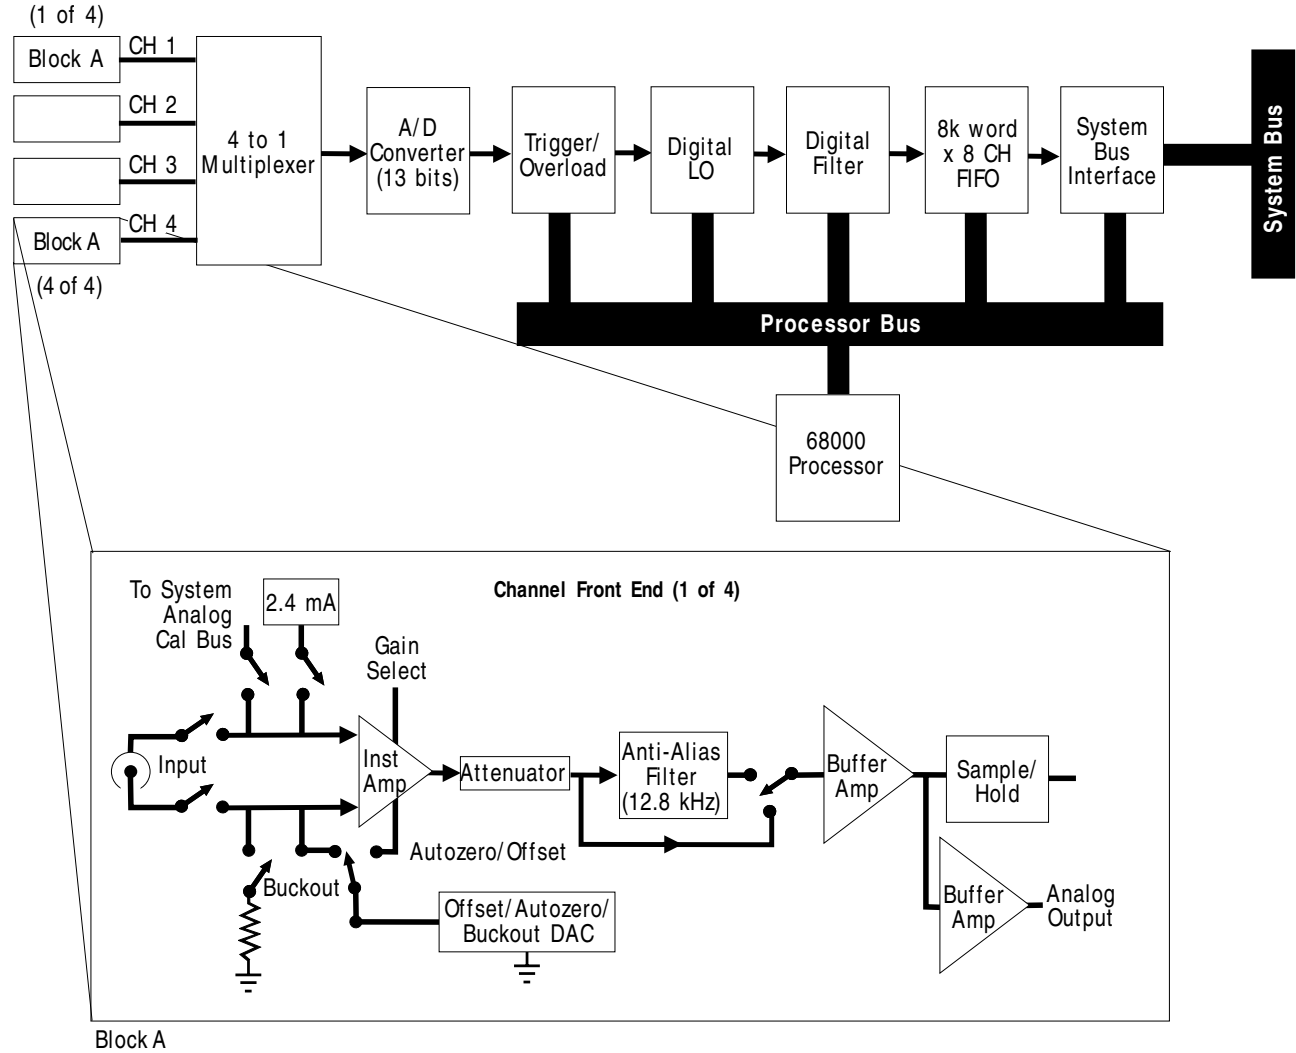 (1 of 4)
Block A
CH 1
CH 2
CH 3
CH 4
Block A
(4 of 4)
4 to 1
Multiplexer
A/D
Converter
(13 bits)
Trigger/
Overload
Digital
LO
Digital
Filter
8k word
x 8 CH
FIFO
System
Bus
Interface
System Bus
Processor Bus
68000
Processor
Channel Front End (1 of 4)
To System
Analog
Cal Bus
2.4 mA
Gain
Select
Input
Inst
Amp
Attenuator
Anti-Alias
Filter
(12.8 kHz)
Buffer
Amp
Sample/
Hold
Autozero/Offset
Buckout
Offset/Autozero/
Buckout DAC
Buffer
Amp
Analog
Output
Block A